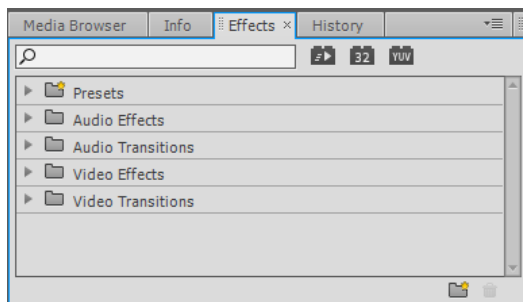 Media Browser Info Effects × History
32 YUV
Presets
Audio Effects
Audio Transitions
Video Effects
Video Transitions